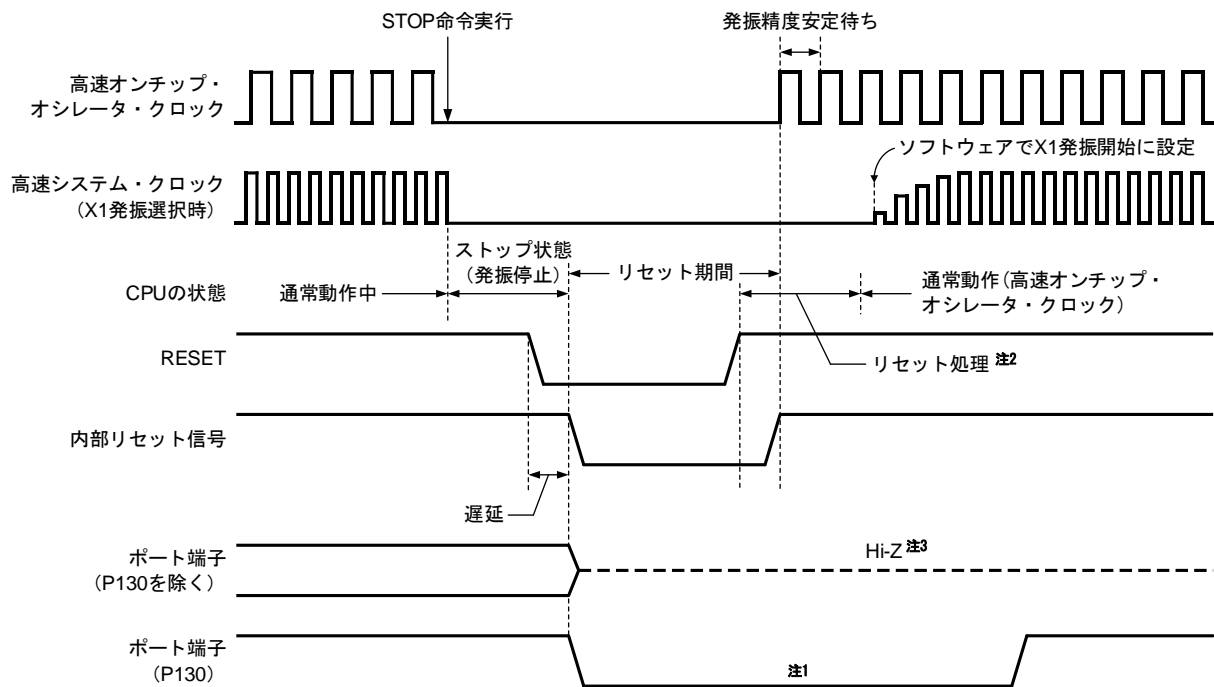 STOP命令実行
発振精度安定待ち
高速オンチップ・
オシレータ・クロック
ソフトウェアでX1発振開始に設定
高速システム・クロック
(X1発振選択時)
ストップ状態
(発振停止)
リセット期間
CPUの状態
通常動作中
通常動作(高速オンチップ・
オシレータ・クロック)
RESET
リセット処理 注2
内部リセット信号
遅延
ポート端子
(P130を除く)
Hi-Z 注3
ポート端子
(P130)
注1